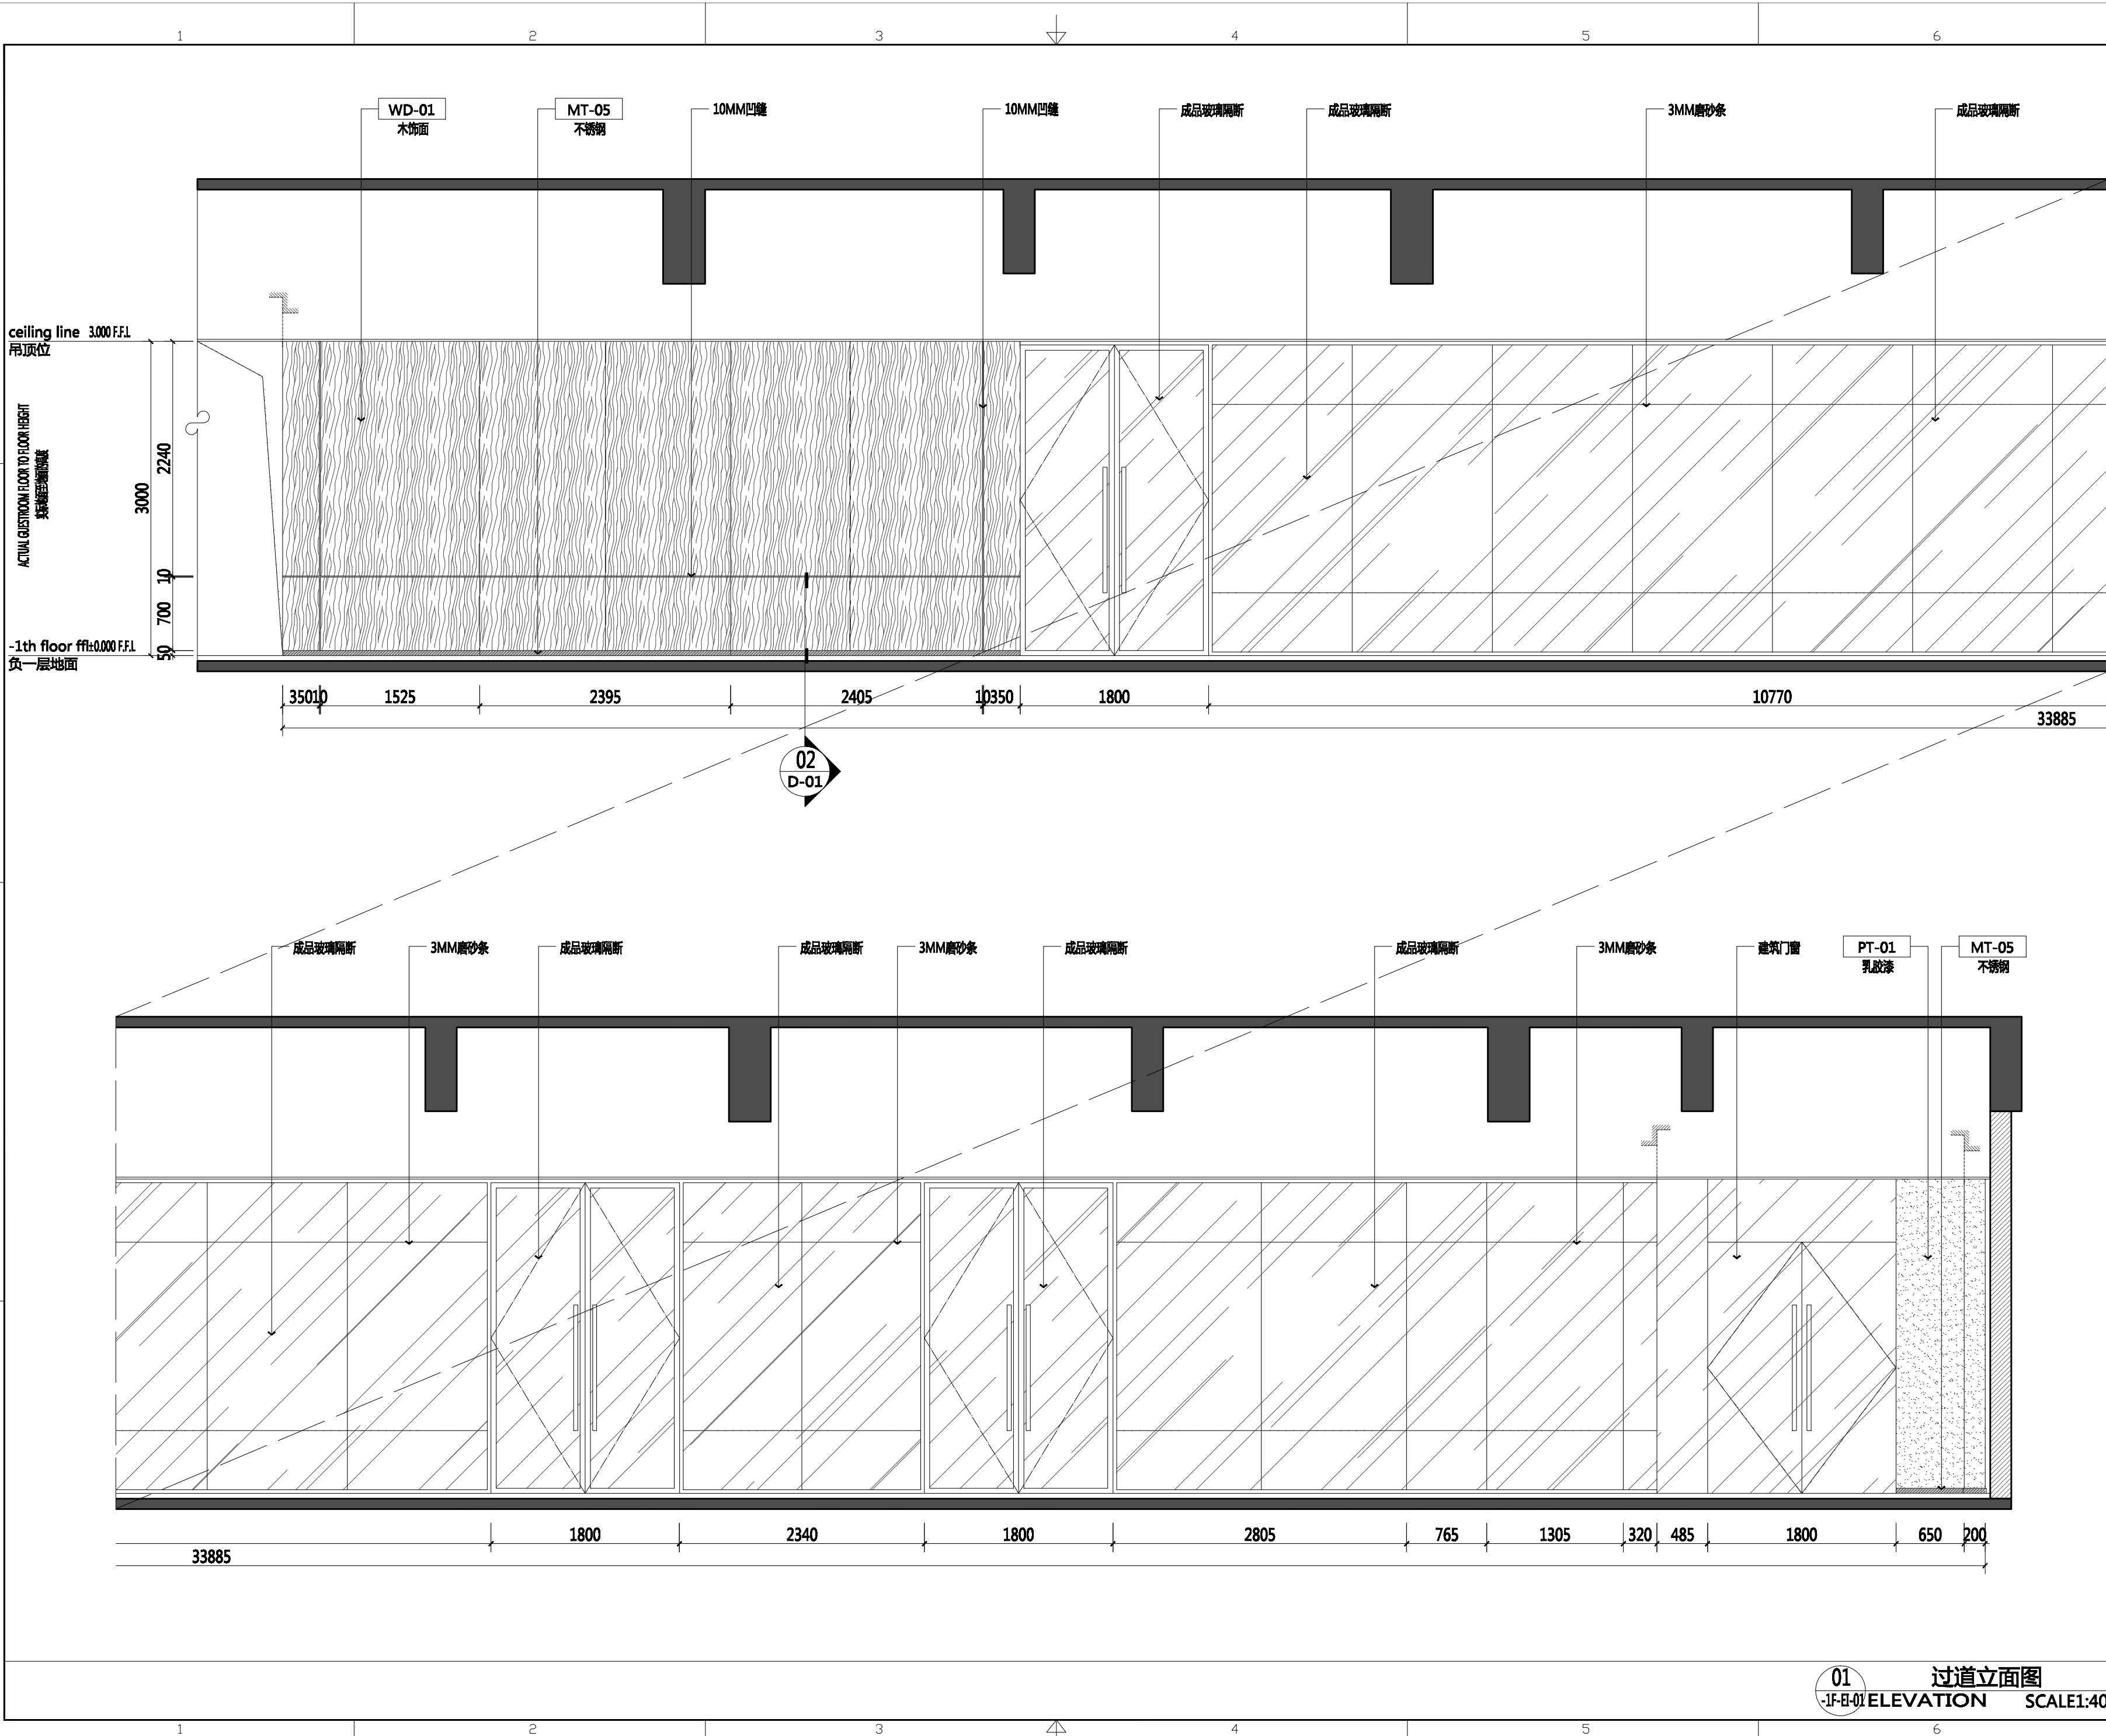 1 2 3 4 5 6
WD-01
木饰面
MT-05
不锈钢
10MM凹缝
10MM凹缝
成品玻璃隔断
成品玻璃隔断
3MM磨砂条
成品玻璃隔断
ceiling line 3.000 F.F.L
吊顶位
ACTUAL GUESTROOM FLOOR TO FLOOR HEIGHT
3000
2240
10
700
50
-1th floor ffl±0.000 F.F.L
负一层地面
350 10 1525 2395 2405 10 350 1800 10770
33885
02
D-01
成品玻璃隔断
3MM磨砂条
成品玻璃隔断
成品玻璃隔断
3MM磨砂条
成品玻璃隔断
成品玻璃隔断
3MM磨砂条
建筑门窗
PT-01
乳胶漆
MT-05
不锈钢
1800 2340 1800 2805 765 1305 320 485 1800 650 200
33885
01
-1F-EI-01
过道立面图
ELEVATION SCALE1:40
1 2 3 4 5 6